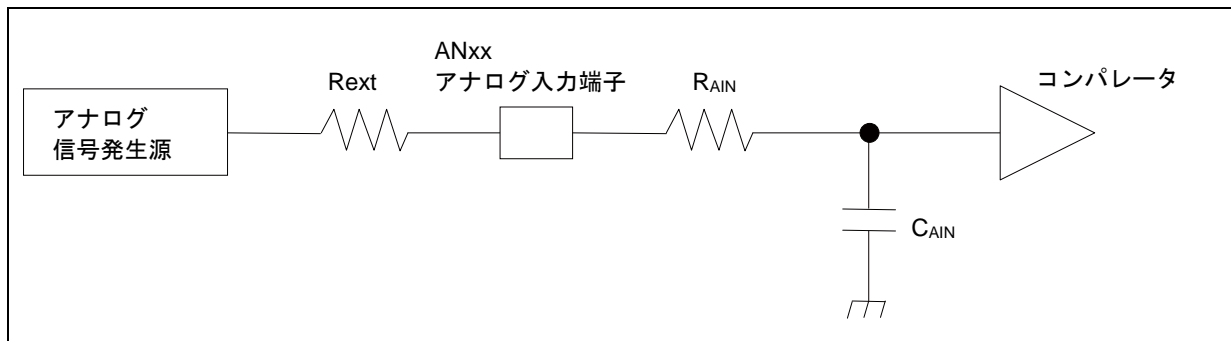 アナログ
信号発生源
Rext
ANxx
アナログ入力端子
RAIN
コンパレータ
CAIN